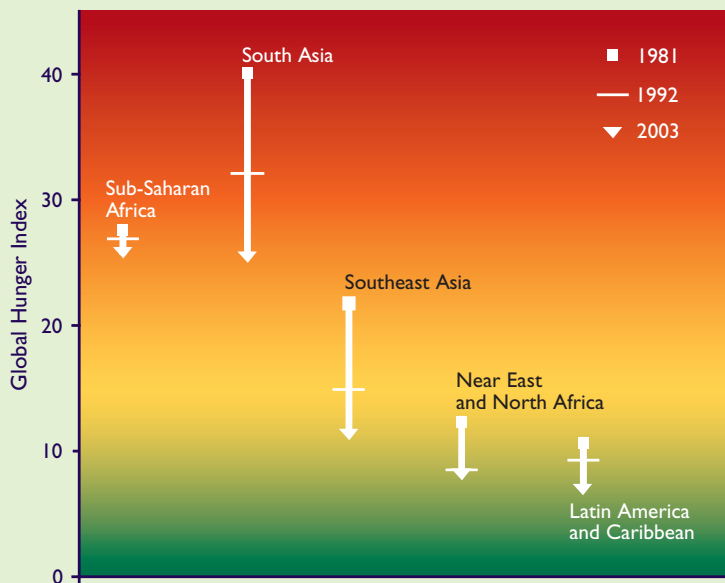 South Asia
1981
1992
2003
40
Sub-Saharan
Africa
30
Southeast Asia
20
Near East
and North Africa
10
Latin America
and Caribbean
0
Global Hunger Index